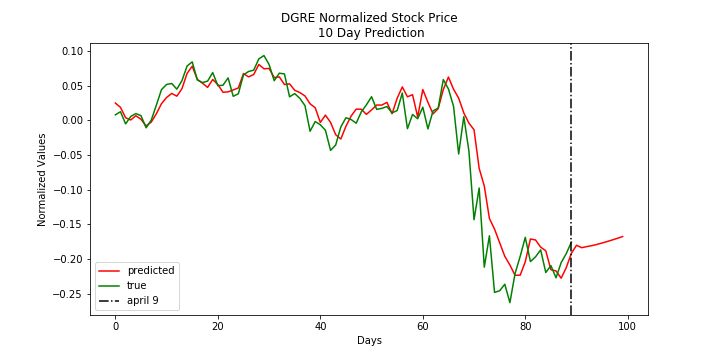 DGRE Normalized Stock Price
10 Day Prediction
Normalized Values
0.10
0.05
0.00
−0.05
−0.10
−0.15
−0.20
−0.25
predicted
true
april 9
0 20 40 60 80 100
Days